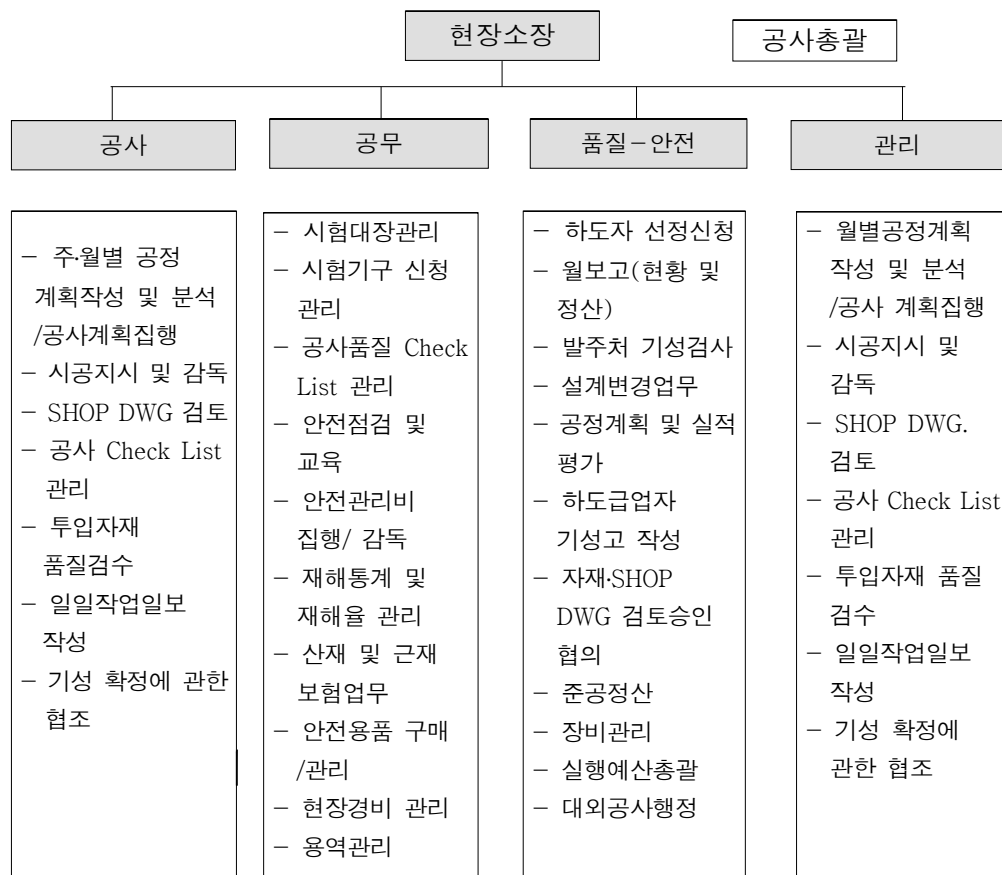 현장소장
공사총괄
공사
공무
품질-안전
관리
- 주·월별 공정
계획작성 및 분석
/공사계획집행
- 시공지시 및 감독
- SHOP DWG 검토
- 공사 Check List
관리
- 투입자재
품질검수
- 일일작업일보
작성
- 기성 확정에 관한
협조
- 시험대장관리
- 시험기구 신청
관리
- 공사품질 Check
List 관리
- 안전점검 및
교육
- 안전관리비
집행/ 감독
- 재해통계 및
재해율 관리
- 산재 및 근재
보험업무
- 안전용품 구매
/관리
- 현장경비 관리
- 용역관리
- 하도자 선정신청
- 월보고(현황 및
정산)
- 발주처 기성검사
- 설계변경업무
- 공정계획 및 실적
평가
- 하도급업자
기성고 작성
- 자재·SHOP
DWG 검토승인
협의
- 준공정산
- 장비관리
- 실행예산총괄
- 대외공사행정
- 월별공정계획
작성 및 분석
/공사 계획집행
- 시공지시 및
감독
- SHOP DWG.
검토
- 공사 Check List
관리
- 투입자재 품질
검수
- 일일작업일보
작성
- 기성 확정에
관한 협조